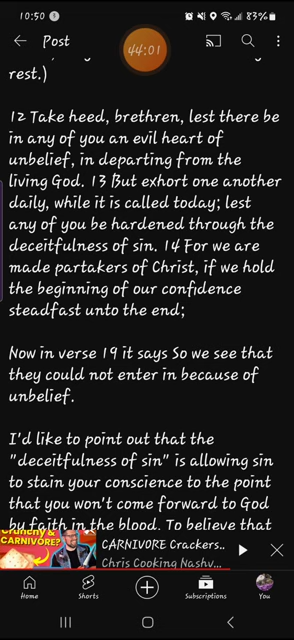 10:50
83%
Post
44:01
rest.)
12 Take heed, brethren, lest there be
in any of you an evil heart of
unbelief, in departing from the
living God. 13 But exhort one another
daily, while it is called today; lest
any of you be hardened through the
deceitfulness of sin. 14 For we are
made partakers of Christ, if we hold
the beginning of our confidence
steadfast unto the end;
Now in verse 19 it says So we see that
they could not enter in because of
unbelief.
I'd like to point out that the
"deceitfulness of sin" is allowing sin
to stain your conscience to the point
that you won't come forward to God
by faith in the blood. To believe that
CRUNCHY &
CARNIVORE?
CARNIVORE Crackers..
Chris Cooking Nashv...
Home
Shorts
Subscriptions
You